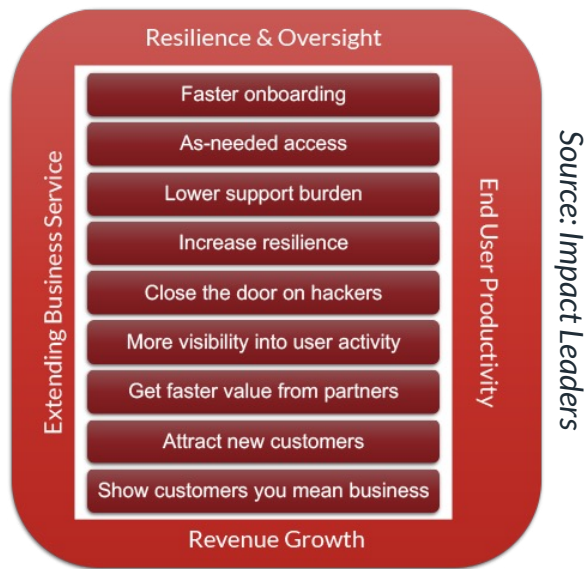 Resilience & Oversight
Extending Business Service
Faster onboarding
As-needed access
Lower support burden
Increase resilience
Close the door on hackers
More visibility into user activity
Get faster value from partners
Attract new customers
Show customers you mean business
End User Productivity
Revenue Growth
Source: Impact Leaders